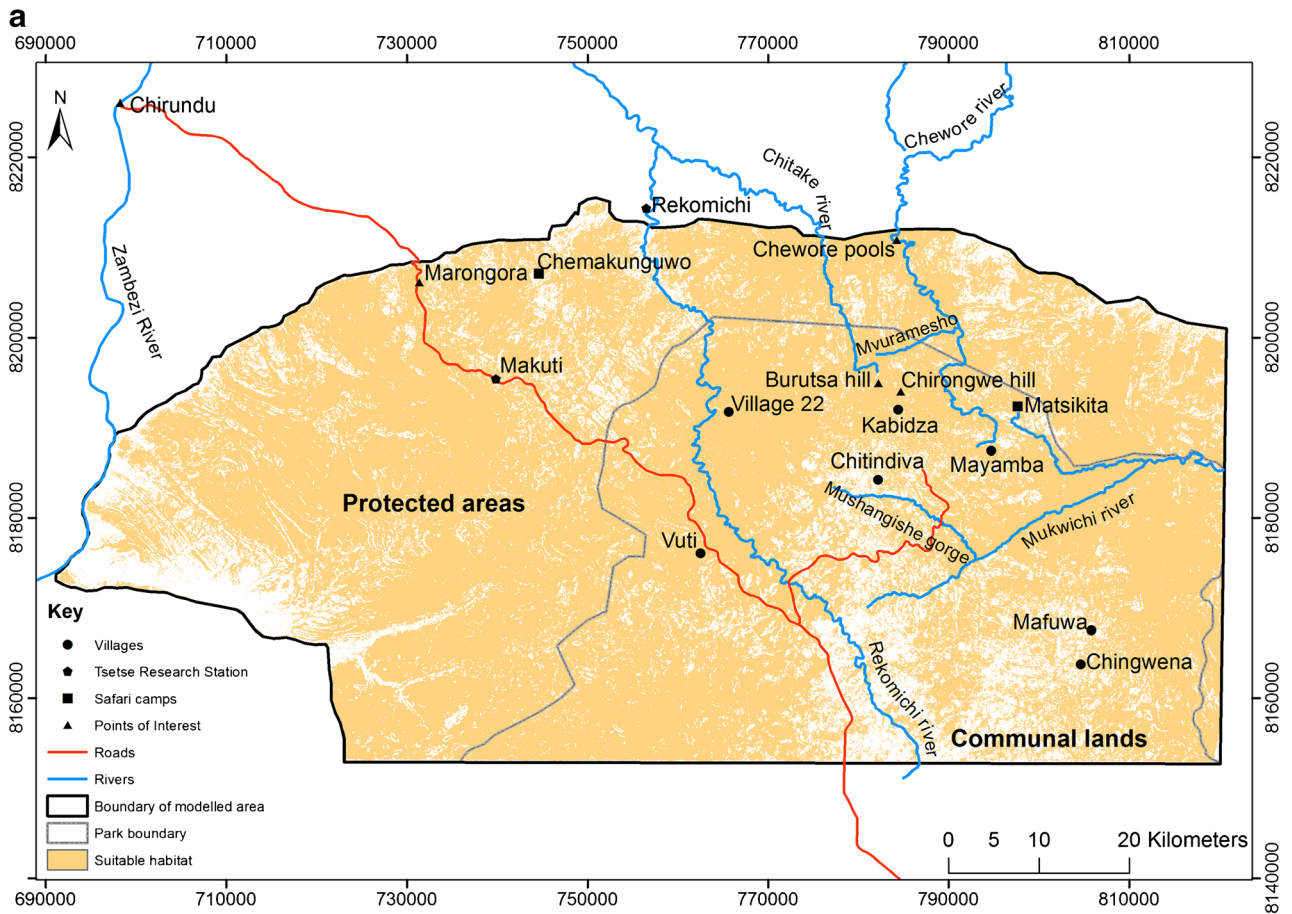 a
690000 710000 730000 750000 770000 790000 810000
N
Chirundu
Chewore river
8220000
8220000
Chitake river
Rekomichi
Zambezi River
Chewore pools
Chemakunguwo
Marongora
8200000
8200000
Mvuramesho
Makuti
Burutsa hill
Chirongwe hill
Village 22
Matsikita
Kabidza
Chitindiva
Mayamba
Protected areas
Mushangishe gorge
Mukwichi river
8180000
8180000
Vuti
Key
Villages
Tsetse Research Station
Safari camps
Points of Interest
Roads
Rivers
Boundary of modelled area
Park boundary
Suitable habitat
Mafuwa
Chingwena
Rekomichi river
8160000
8160000
Communal lands
0 5 10 20 Kilometers
8140000
8140000
690000 710000 730000 750000 770000 790000 810000